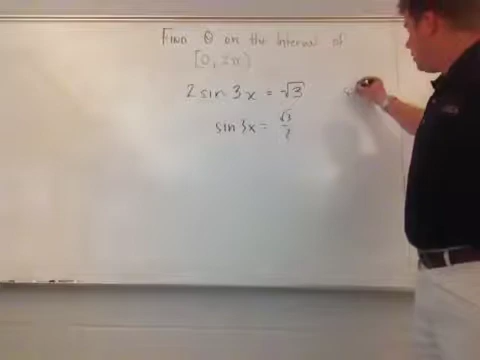 Find θ on the interval of
[0, 2π)
2 sin 3x = √3
sin 3x = √3/2